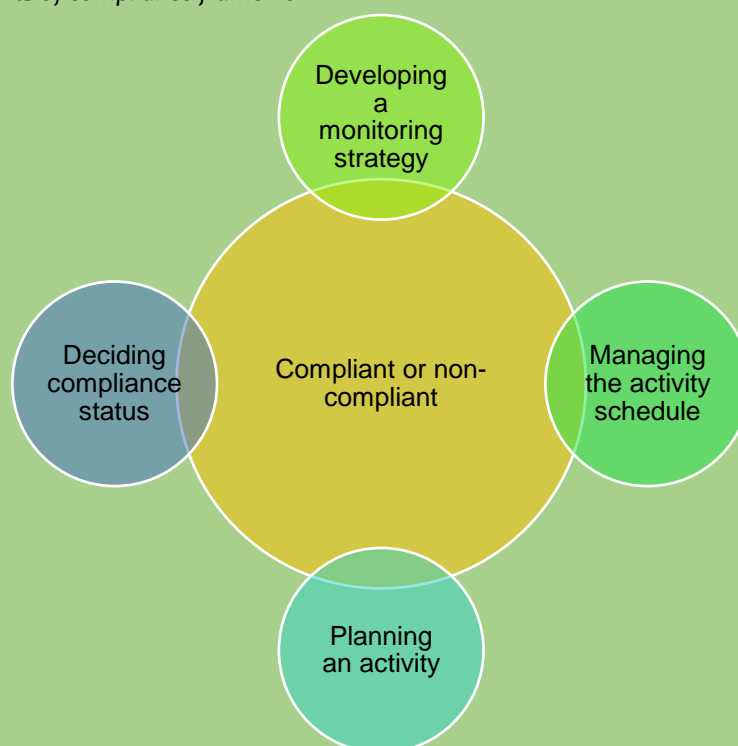 Developing
a
monitoring
strategy
Deciding
compliance
status
Compliant or non-
compliant
Managing
the activity
schedule
Planning
an activity